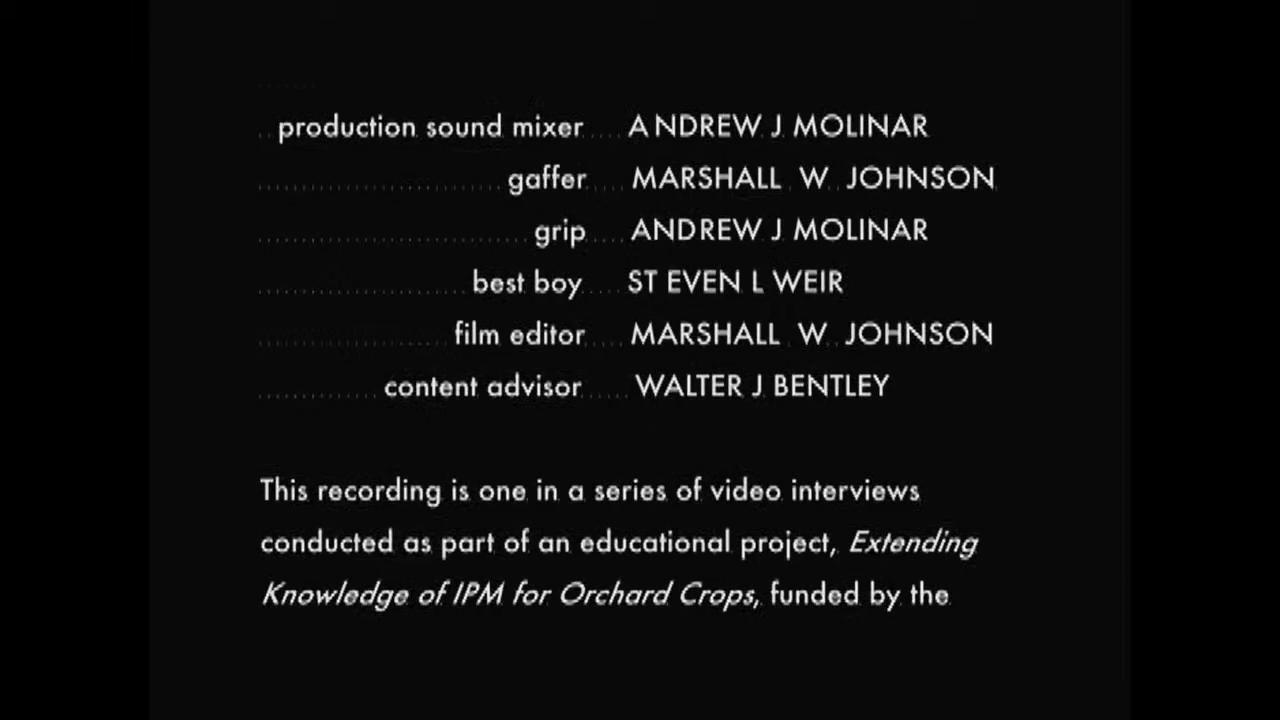 production sound mixer ANDREW J MOLINAR
gaffer MARSHALL W. JOHNSON
grip ANDREW J MOLINAR
best boy STEVEN L WEIR
film editor MARSHALL W. JOHNSON
content advisor WALTER J BENTLEY
This recording is one in a series of video interviews
conducted as part of an educational project, Extending
Knowledge of IPM for Orchard Crops, funded by the